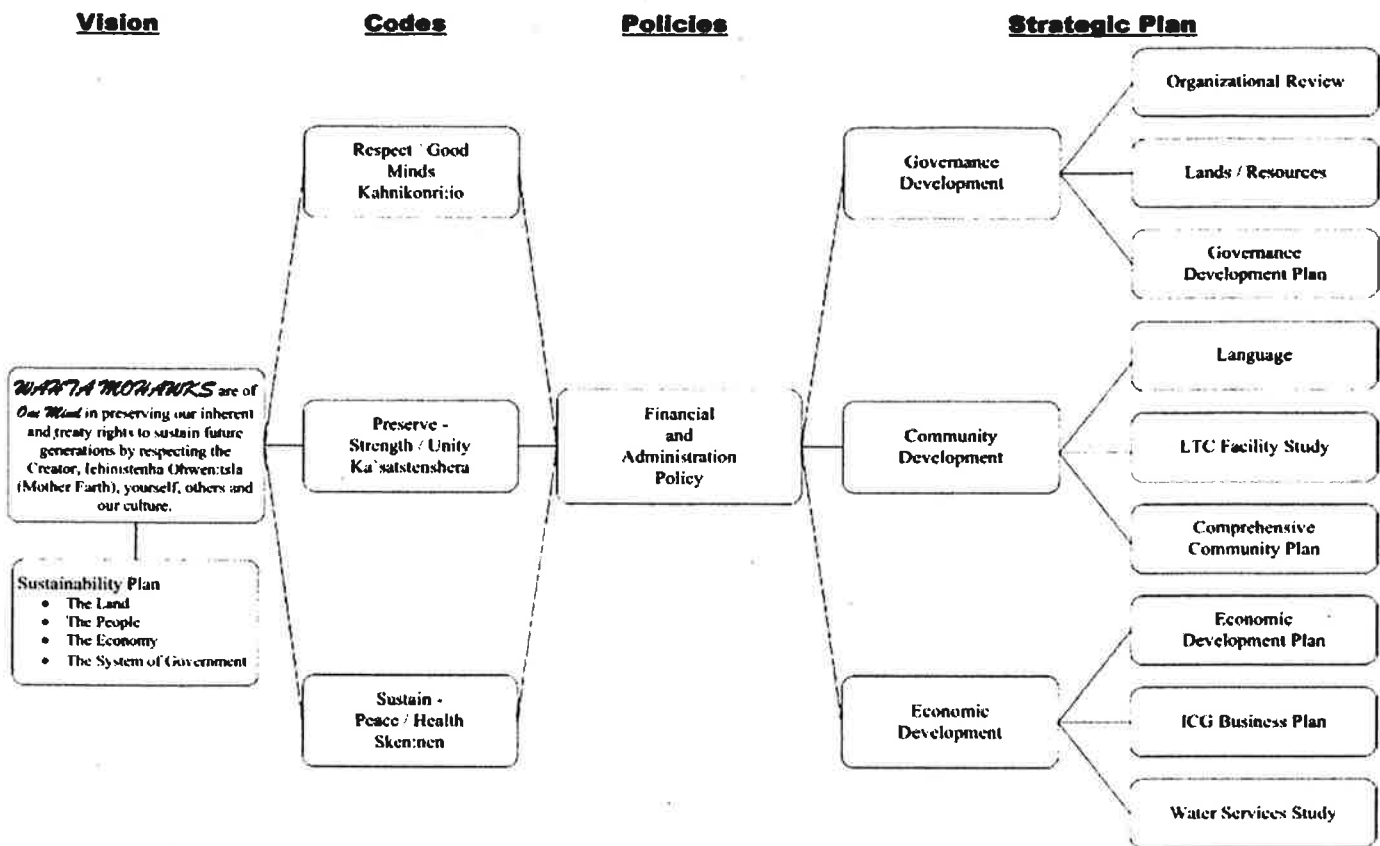 Vision
Codes
Policies
Strategic Plan
WAHTA MOHAWKS are of
One Mind in preserving our inherent
and treaty rights to sustain future
generations by respecting the
Creator, Iehinistenha Ohwen:tsla
(Mother Earth), yourself, others and
our culture.
Sustainability Plan
• The Land
• The People
• The Economy
• The System of Government
Respect ` Good
Minds
Kahnikonri:io
Preserve -
Strength / Unity
Ka`satstenshera
Sustain -
Peace / Health
Sken:nen
Financial
and
Administration
Policy
Governance
Development
Community
Development
Economic
Development
Organizational Review
Lands / Resources
Governance
Development Plan
Language
LTC Facility Study
Comprehensive
Community Plan
Economic
Development Plan
ICG Business Plan
Water Services Study